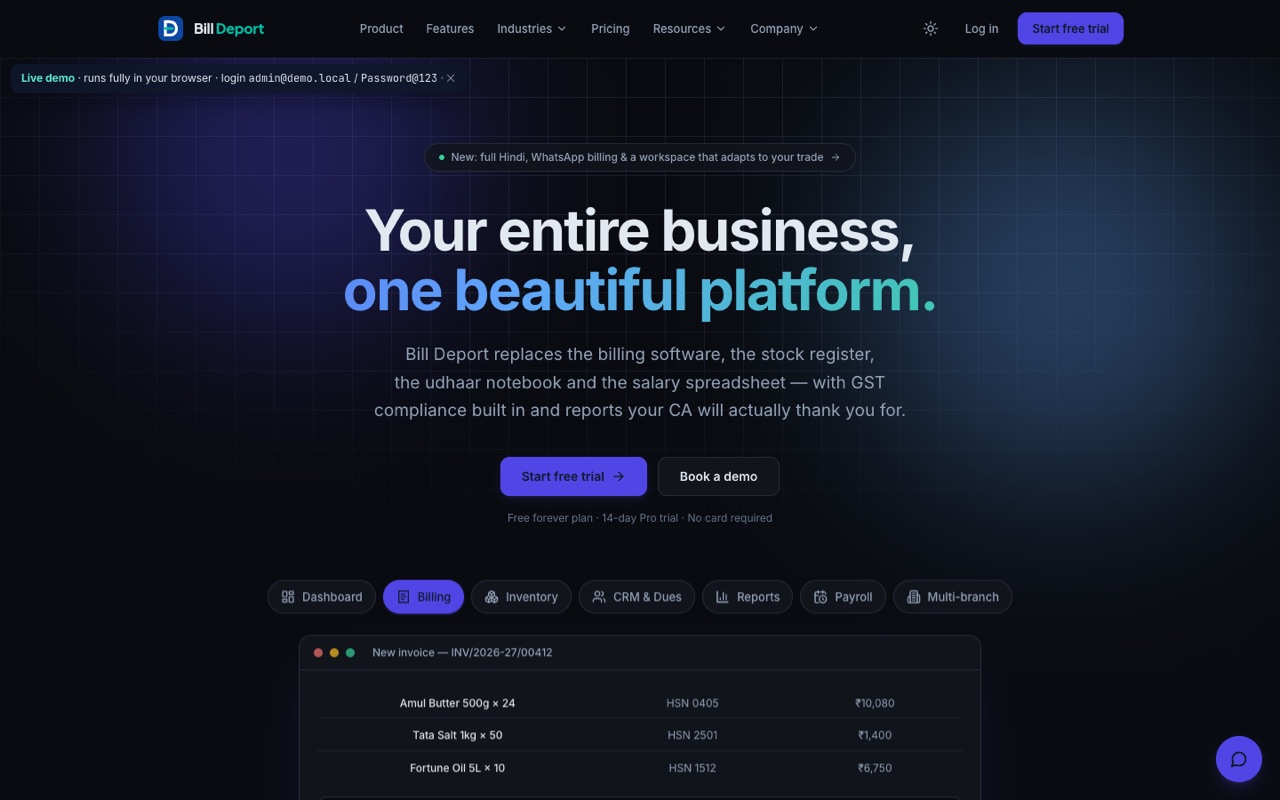 Bill Deport
Product
Features
Industries
Pricing
Resources
Company
Log in
Start free trial
Live demo · runs fully in your browser · login admin@demo.local / Password@123 ·
New: full Hindi, WhatsApp billing & a workspace that adapts to your trade →
Your entire business,
one beautiful platform.
Bill Deport replaces the billing software, the stock register,
the udhaar notebook and the salary spreadsheet — with GST
compliance built in and reports your CA will actually thank you for.
Start free trial →
Book a demo
Free forever plan · 14-day Pro trial · No card required
Dashboard
Billing
Inventory
CRM & Dues
Reports
Payroll
Multi-branch
New invoice — INV/2026-27/00412
Amul Butter 500g × 24 HSN 0405 ₹10,080
Tata Salt 1kg × 50 HSN 2501 ₹1,400
Fortune Oil 5L × 10 HSN 1512 ₹6,750